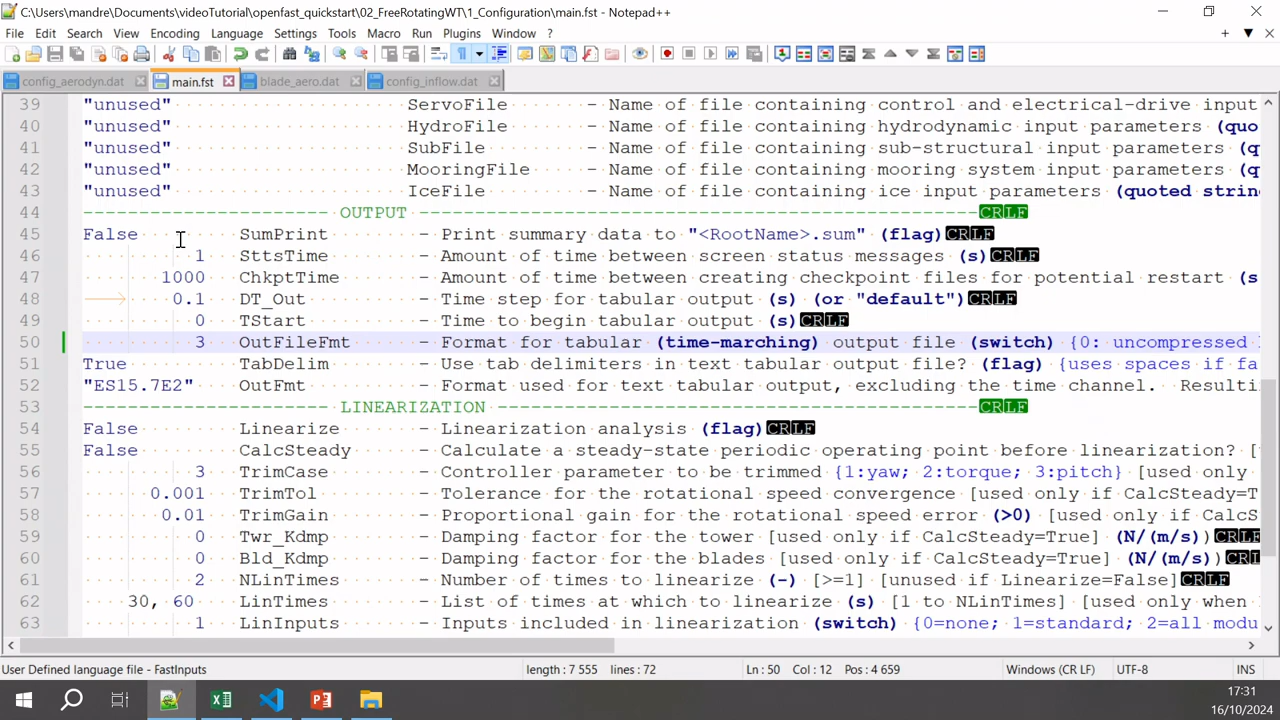 C:\Users\mandre\Documents\videoTutorial\openfast_quickstart\02_FreeRotatingWT\1_Configuration\main.fst - Notepad++
File Edit Search View Encoding Language Settings Tools Macro Run Plugins Window ?
config_aerodyn.dat main.fst blade_aero.dat config_inflow.dat
39 "unused" ServoFile - Name of file containing control and electrical-drive input
40 "unused" HydroFile - Name of file containing hydrodynamic input parameters (quo
41 "unused" SubFile - Name of file containing sub-structural input parameters (q
42 "unused" MooringFile - Name of file containing mooring system input parameters (q
43 "unused" IceFile - Name of file containing ice input parameters (quoted string
44 ---------------------- OUTPUT --------------------------------------------------CRLF
45 False SumPrint - Print summary data to "<RootName>.sum" (flag)CRLF
46 1 SttsTime - Amount of time between screen status messages (s)CRLF
47 1000 ChkptTime - Amount of time between creating checkpoint files for potential restart (s
48 0.1 DT_Out - Time step for tabular output (s) (or "default")CRLF
49 0 TStart - Time to begin tabular output (s)CRLF
50 3 OutFileFmt - Format for tabular (time-marching) output file (switch) {0: uncompressed
51 True TabDelim - Use tab delimiters in text tabular output file? (flag) {uses spaces if fa
52 "ES15.7E2" OutFmt - Format used for text tabular output, excluding the time channel. Resulti
53 ---------------------- LINEARIZATION -------------------------------------------CRLF
54 False Linearize - Linearization analysis (flag)CRLF
55 False CalcSteady - Calculate a steady-state periodic operating point before linearization? [
56 3 TrimCase - Controller parameter to be trimmed {1:yaw; 2:torque; 3:pitch} [used only
57 0.001 TrimTol - Tolerance for the rotational speed convergence [used only if CalcSteady=T
58 0.01 TrimGain - Proportional gain for the rotational speed error (>0) [used only if CalcS
59 0 Twr_Kdmp - Damping factor for the tower [used only if CalcSteady=True] (N/(m/s))CRLF
60 0 Bld_Kdmp - Damping factor for the blades [used only if CalcSteady=True] (N/(m/s))CRLF
61 2 NLinTimes - Number of times to linearize (-) [>=1] [unused if Linearize=False]CRLF
62 30, 60 LinTimes - List of times at which to linearize (s) [1 to NLinTimes] [used only when
63 1 LinInputs - Inputs included in linearization (switch) {0=none; 1=standard; 2=all modu
User Defined language file - FastInputs length : 7 555 lines : 72 Ln : 50 Col : 12 Pos : 4 659 Windows (CR LF) UTF-8 INS
17:31
16/10/2024